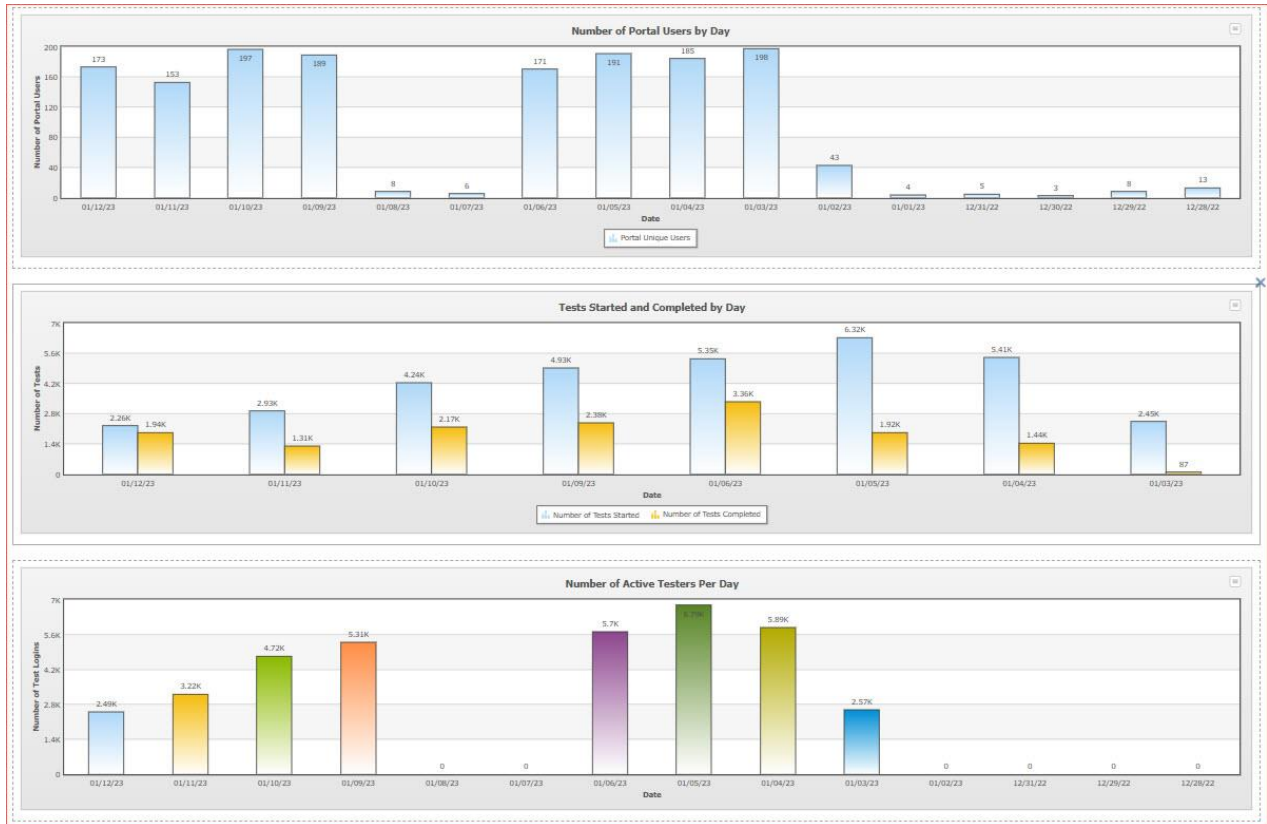 Number of Portal Users by Day
Number of Portal Users
200
160
120
80
40
0
173
153
197
189
8
6
171
191
185
198
43
4
5
3
8
13
01/12/23 01/11/23 01/10/23 01/09/23 01/08/23 01/07/23 01/06/23 01/05/23 01/04/23 01/03/23 01/02/23 01/01/23 12/31/22 12/30/22 12/29/22 12/28/22
Date
Portal Unique Users
Tests Started and Completed by Day
Number of Tests
7K
5.6K
4.2K
2.8K
1.4K
0
2.26K
1.94K
2.93K
1.31K
4.24K
2.17K
4.93K
2.38K
5.35K
3.36K
6.32K
1.92K
5.41K
1.44K
2.45K
87
01/12/23 01/11/23 01/10/23 01/09/23 01/06/23 01/05/23 01/04/23 01/03/23
Date
Number of Tests Started Number of Tests Completed
Number of Active Testers Per Day
Number of Test Logins
7K
5.6K
4.2K
2.8K
1.4K
0
2.49K
3.22K
4.72K
5.31K
0
0
5.7K
5.89K
2.57K
0
0
0
0
01/12/23 01/11/23 01/10/23 01/09/23 01/08/23 01/07/23 01/06/23 01/05/23 01/04/23 01/03/23 01/02/23 12/31/22 12/29/22 12/28/22
Date